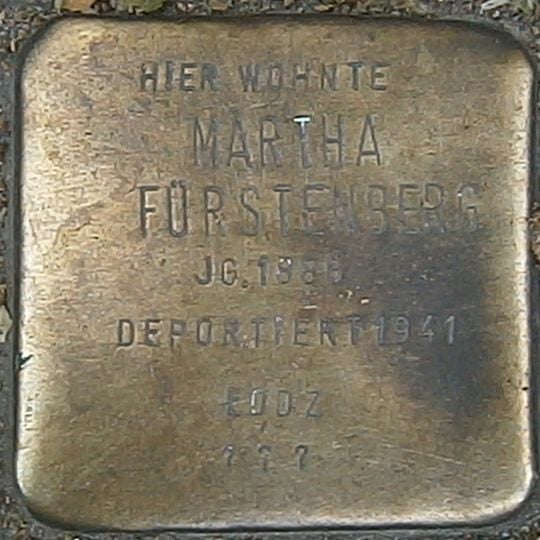 HIER WOHNTE
MARTHA
FÜRSTENBERG
JG. 1886
DEPORTIERT 1941
ŁODZ
? ? ?